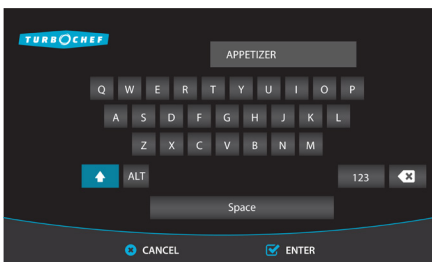 TURBOCHEF
APPETIZER
Q W E R T Y U I O P
A S D F G H J K L
Z X C V B N M
ALT 123
Space
CANCEL ENTER